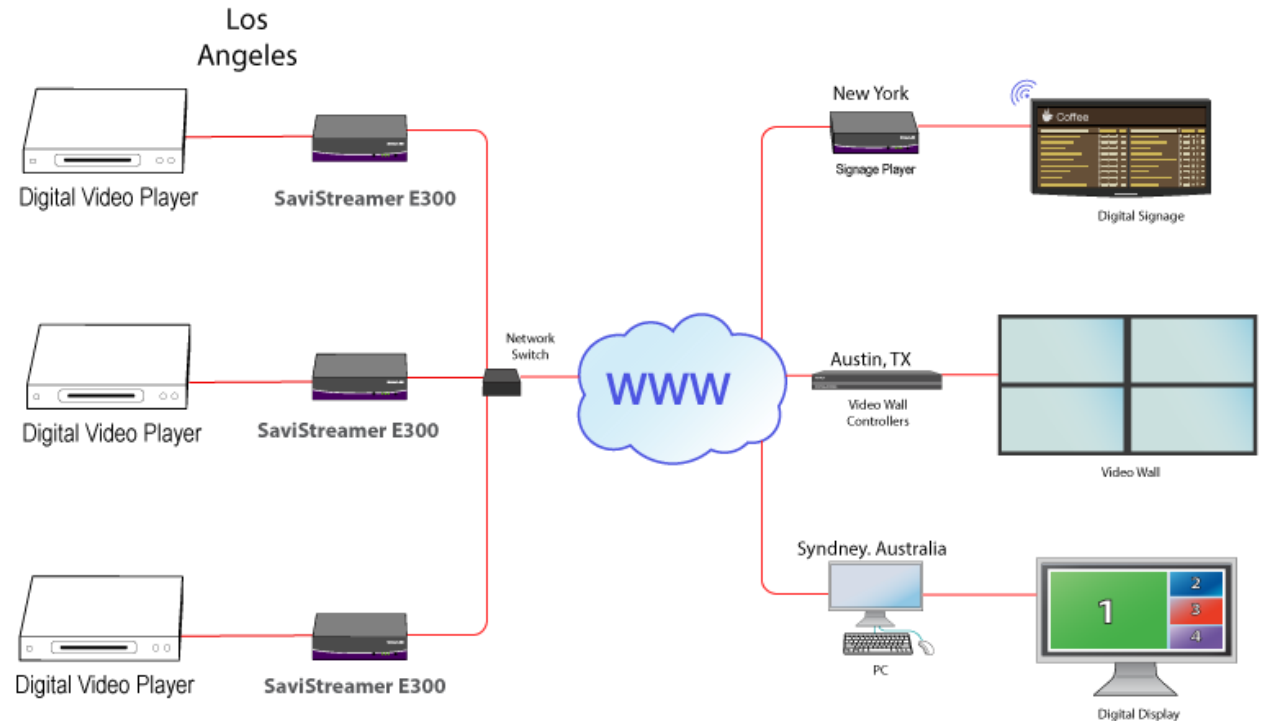 Los
Angeles
Digital Video Player
SaviStreamer E300
Digital Video Player
SaviStreamer E300
Digital Video Player
SaviStreamer E300
Network
Switch
WWW
New York
Signage Player
Coffee
Digital Signage
Austin, TX
Video Wall
Controllers
Video Wall
Syndney. Australia
PC
1
2
3
4
Digital Display